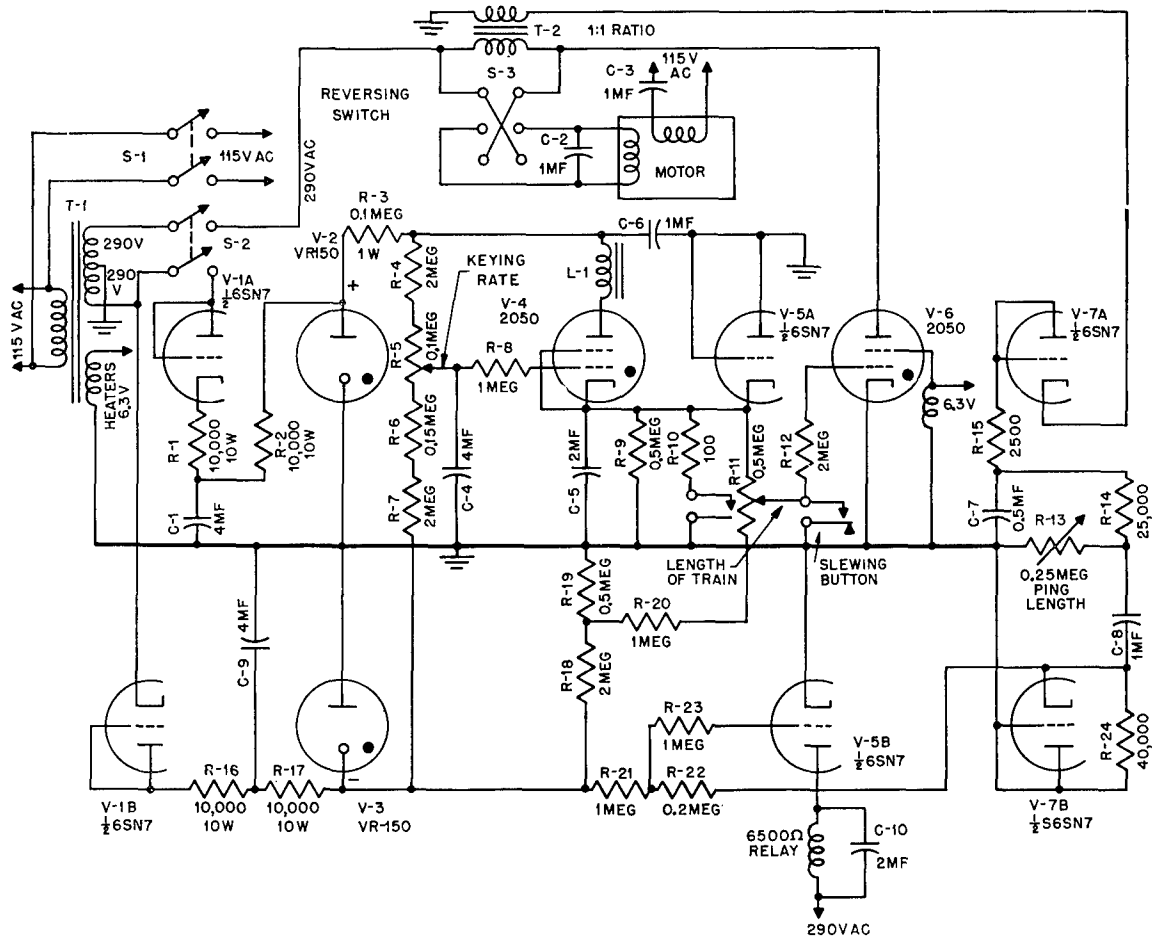 T-2
1:1 RATIO
S-3
REVERSING
SWITCH
C-3
1MF
115V
AC
C-2
1MF
MOTOR
S-1
115V AC
T-1
290V
290
V
S-2
290VAC
115 VAC
HEATERS
6.3V
V-1A
½6SN7
R-1
10,000
10W
R-2
10,000
10W
C-1
4MF
V-2
VR150
+
R-3
0.1MEG
1W
R-4
2MEG
KEYING
RATE
R-5
0.1MEG
R-6
0.15MEG
R-7
2MEG
C-4
4MF
R-8
1MEG
C-6
1MF
L-1
V-4
2050
C-5
2MF
R-9
0.5MEG
R-10
100
R-11
0.5MEG
V-5A
½6SN7
R-12
2MEG
V-6
2050
6.3V
V-7A
½6SN7
R-15
2500
C-7
0.5MF
R-14
25,000
R-13
0.25MEG
PING
LENGTH
LENGTH
OF TRAIN
SLEWING
BUTTON
C-9
4MF
R-19
0.5MEG
R-20
1MEG
R-18
2MEG
C-8
1MF
R-23
1MEG
V-5B
½6SN7
R-24
40,000
V-1B
½6SN7
R-16
10,000
10W
R-17
10,000
10W
–
V-3
VR-150
R-21
1MEG
R-22
0.2MEG
V-7B
½S6SN7
6500Ω
RELAY
C-10
2MF
290VAC